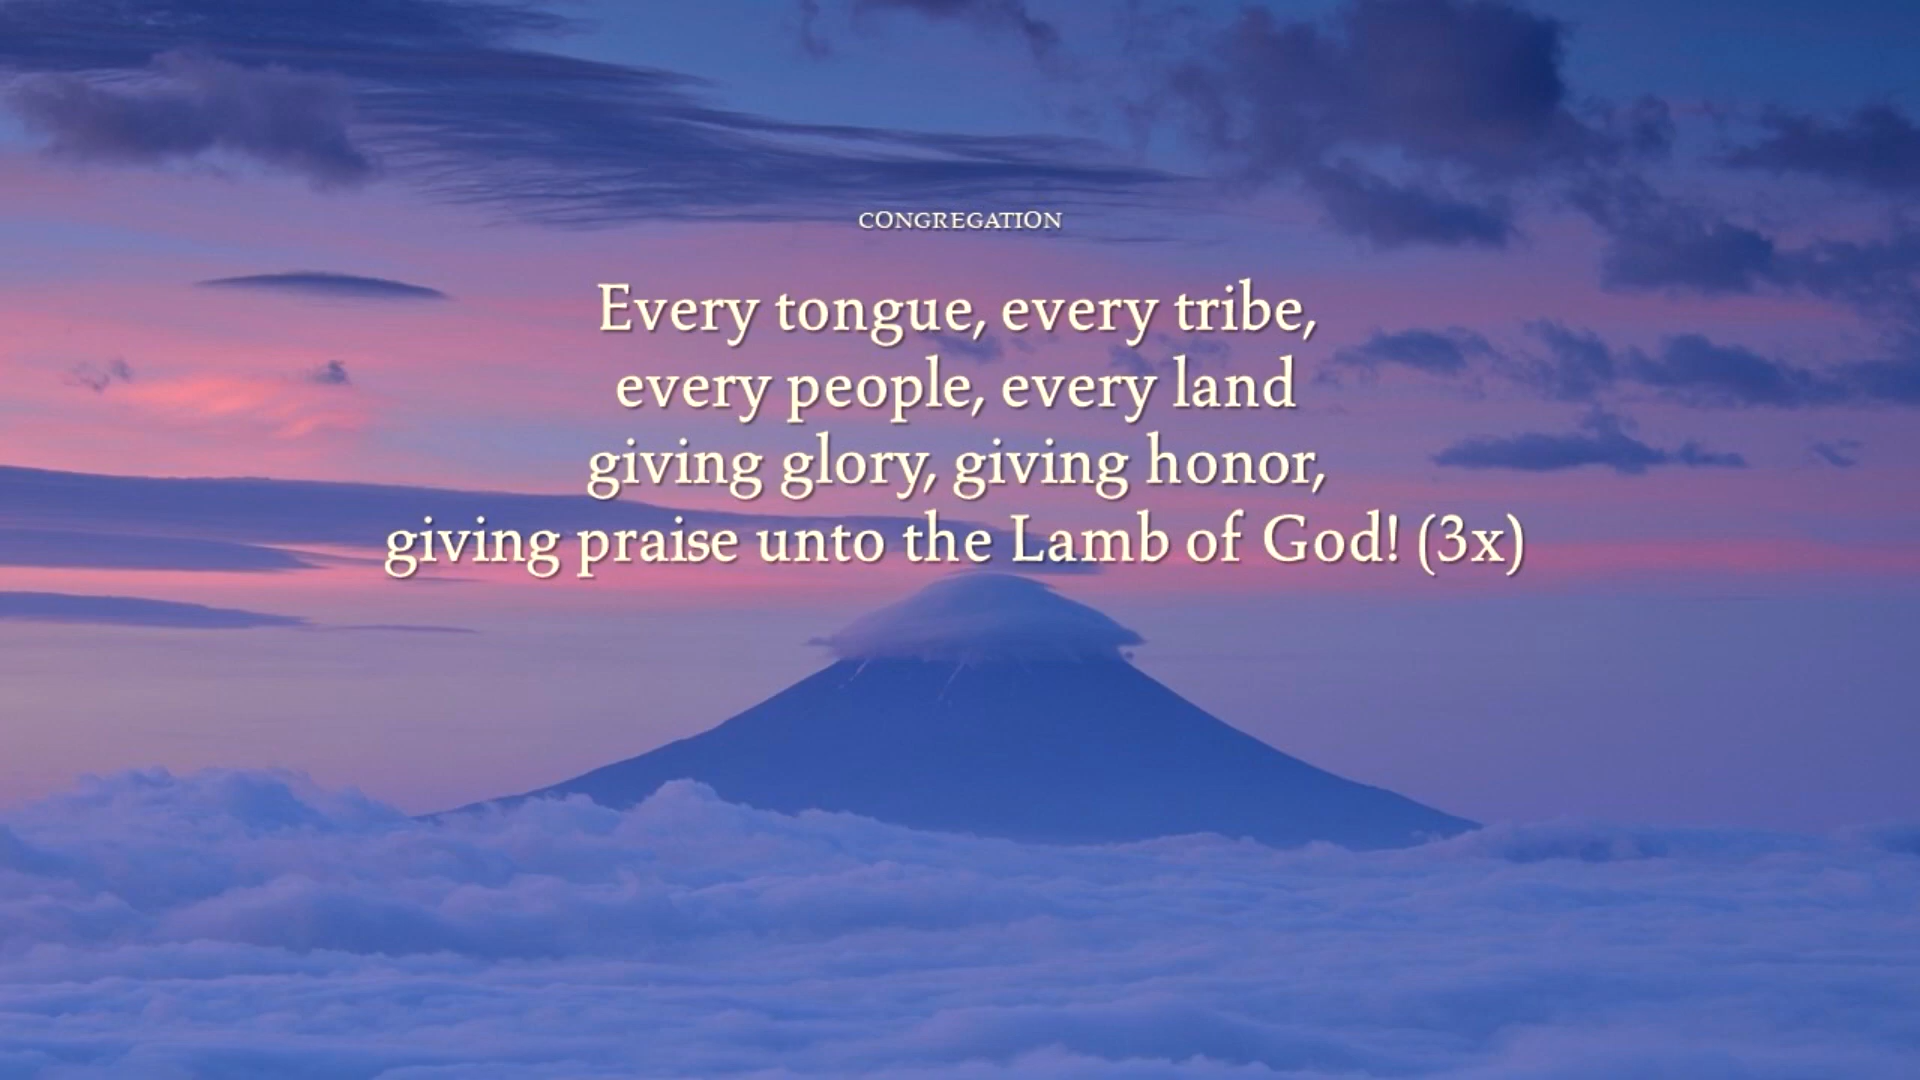 CONGREGATION
Every tongue, every tribe,
every people, every land
giving glory, giving honor,
giving praise unto the Lamb of God! (3x)